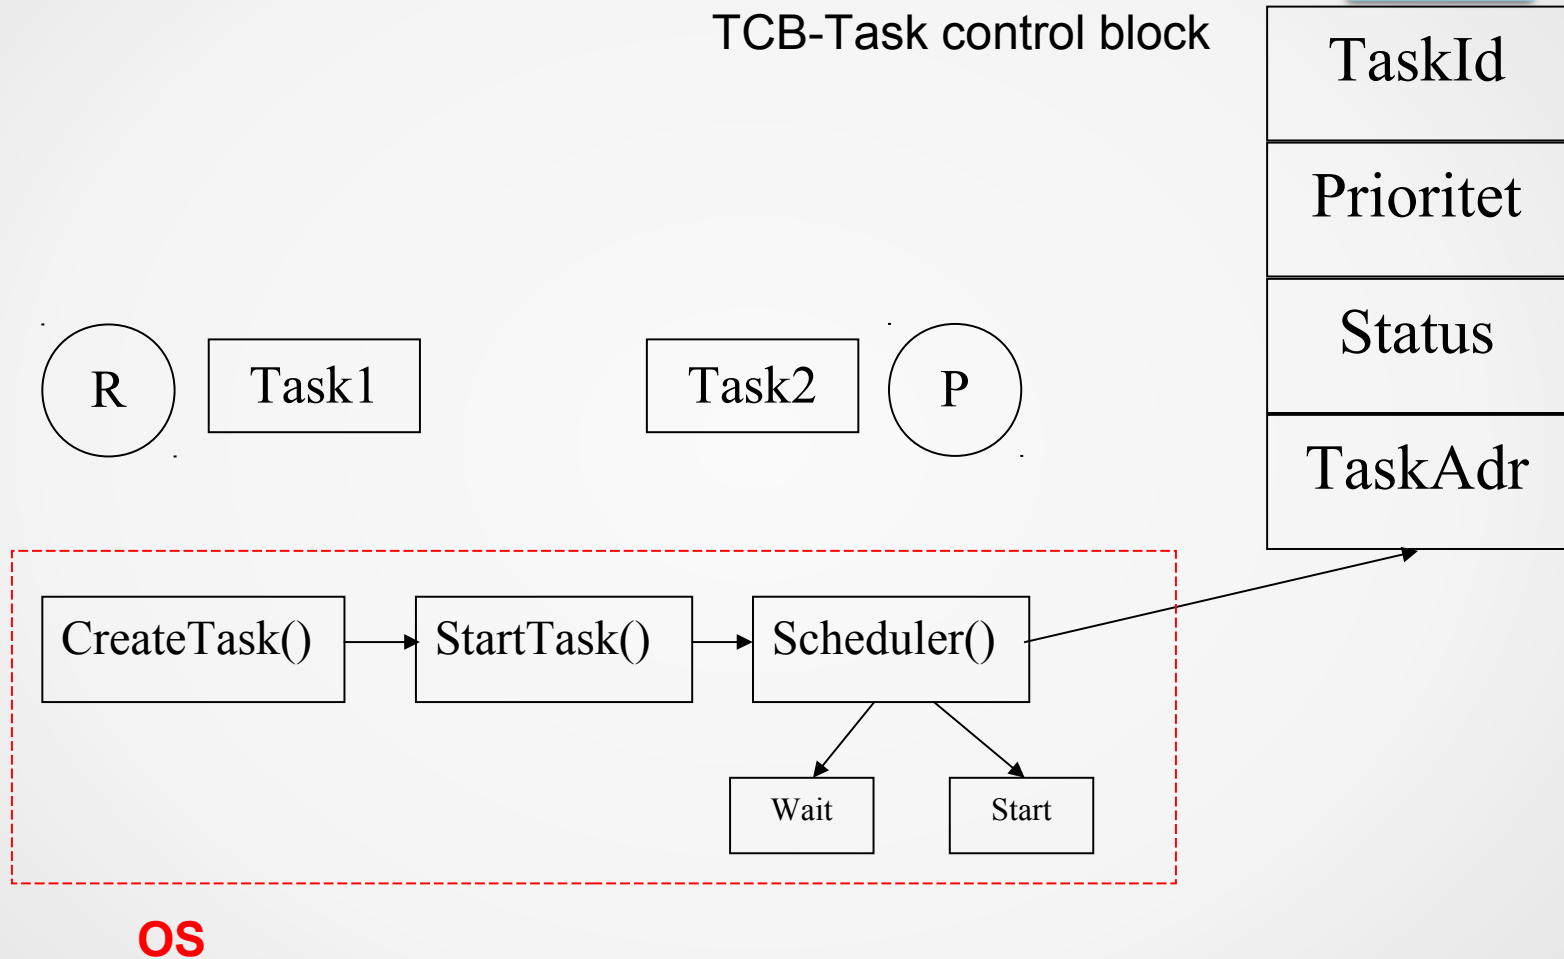 TCB-Task control block
TaskId
Prioritet
Status
TaskAdr
R
Task1
Task2
P
CreateTask()
StartTask()
Scheduler()
Wait
Start
OS